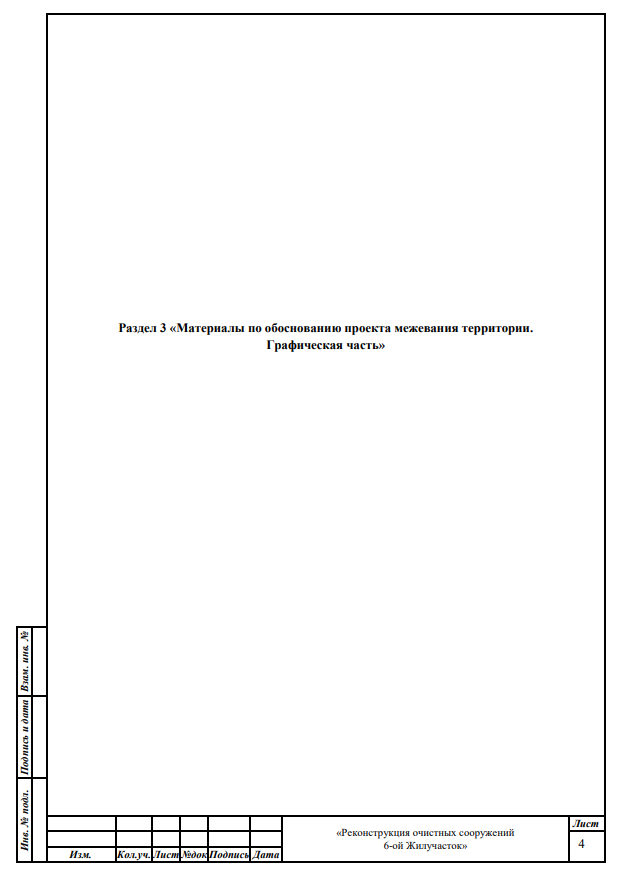 Раздел 3 «Материалы по обоснованию проекта межевания территории.
Графическая часть»
Взам. инв. №
Подпись и дата
Инв. № подл.
Изм. Кол.уч. Лист №док Подпись Дата
«Реконструкция очистных сооружений
6-ой Жилучасток»
Лист
4